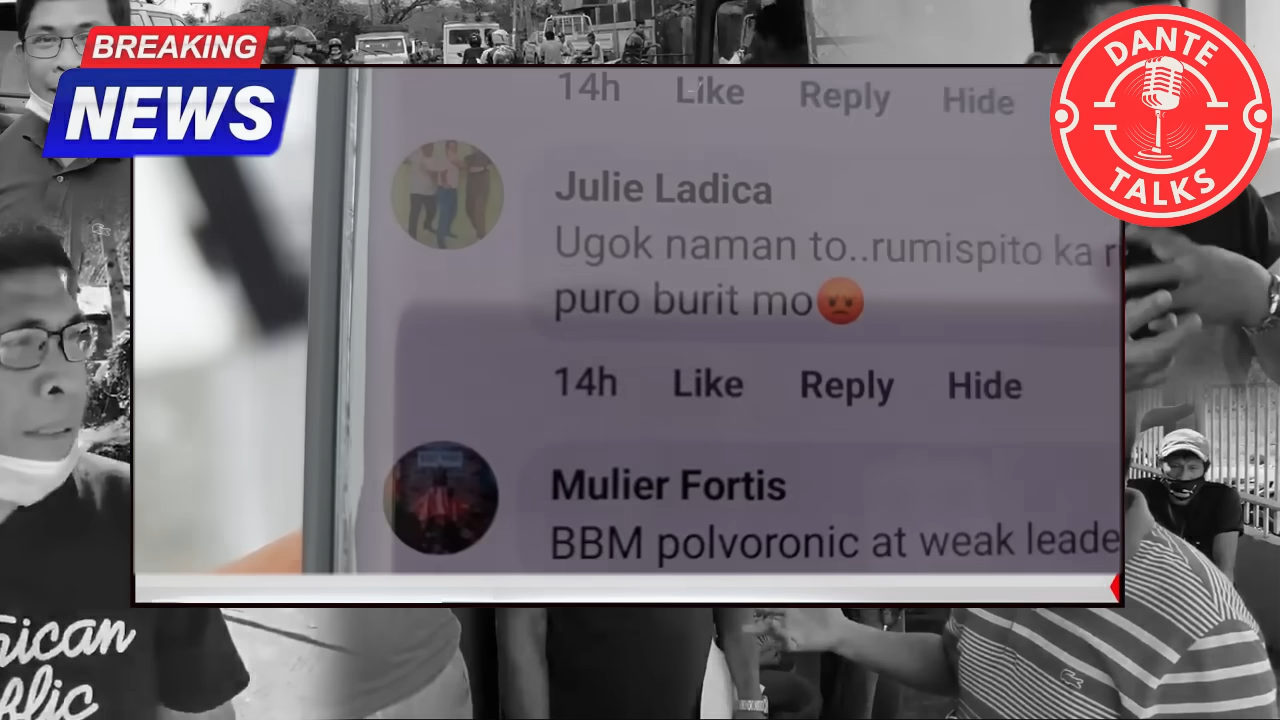 BREAKING
NEWS
DANTE
TALKS
14h Like Reply Hide
Julie Ladica
Ugok naman to..rumispito ka
puro burit mo😡
14h Like Reply Hide
Mulier Fortis
BBM polvoronic at weak